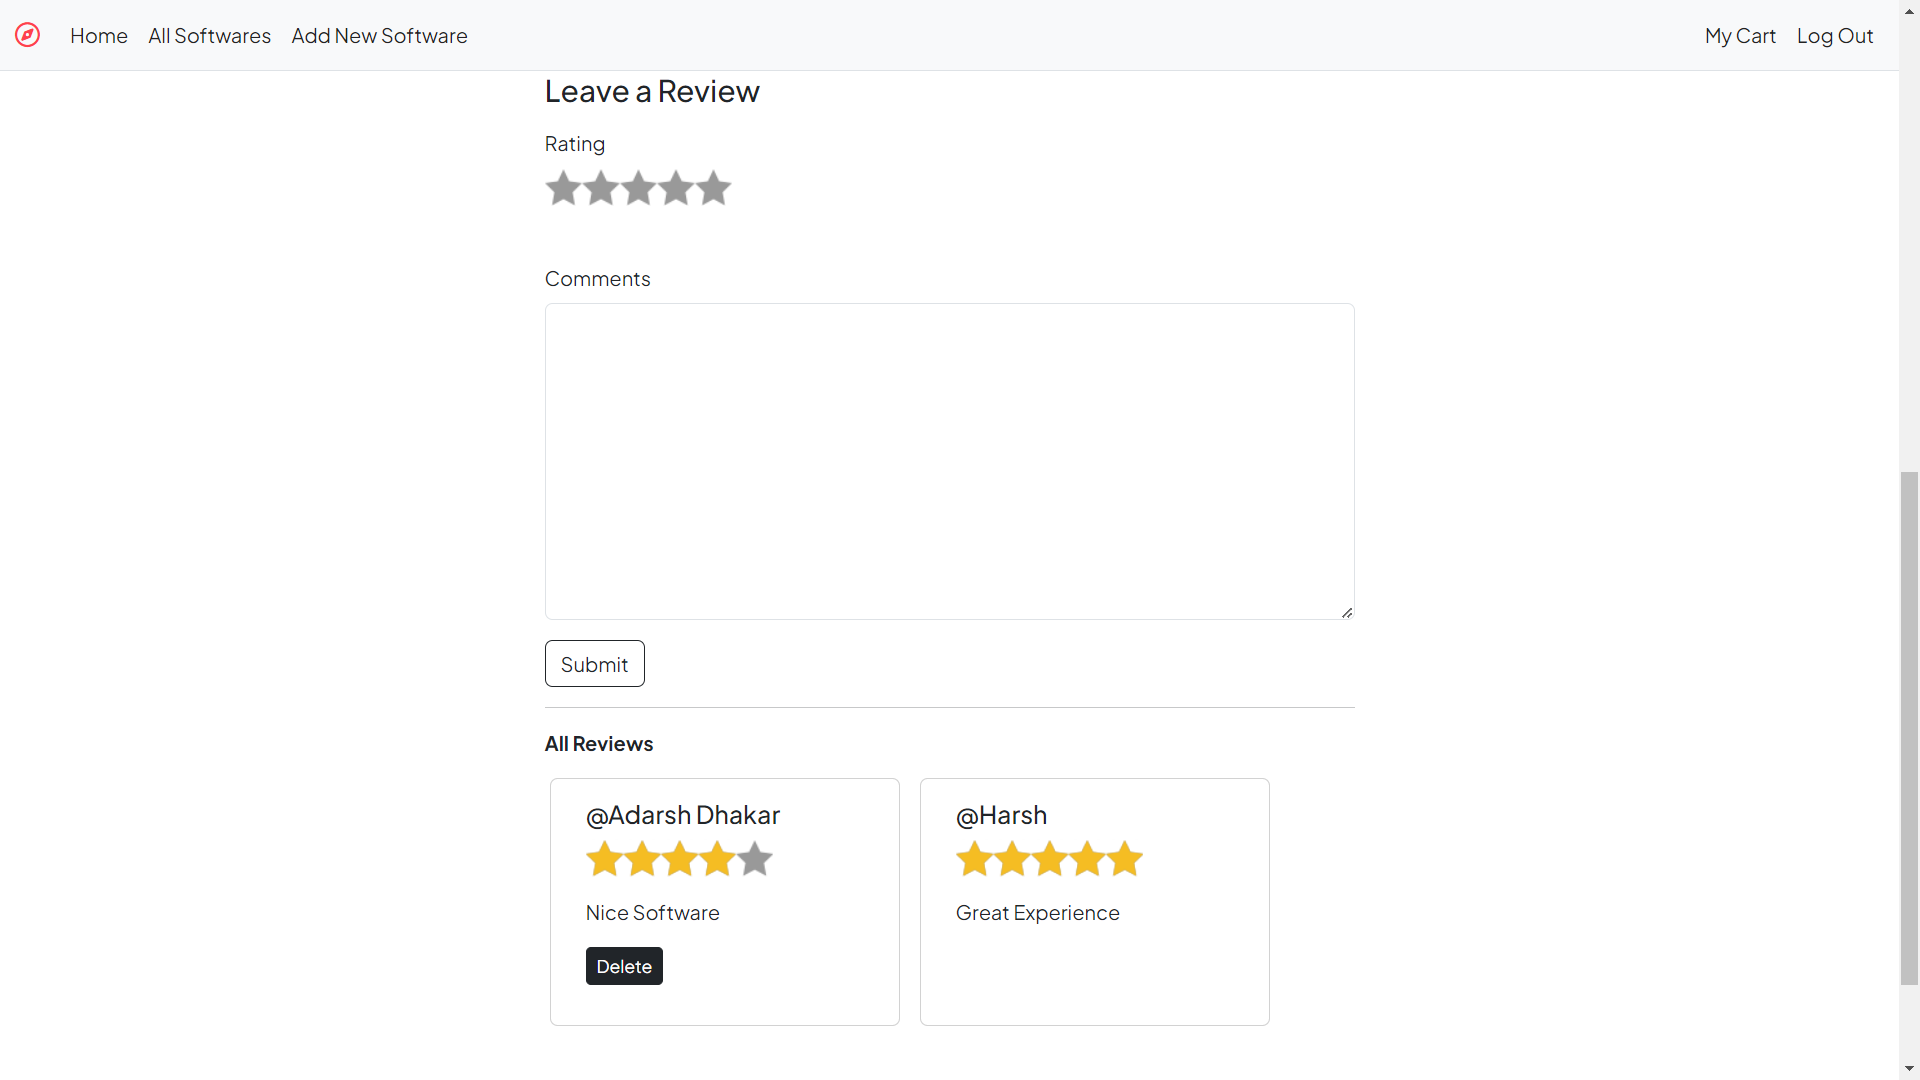 Home All Softwares Add New Software My Cart Log Out
Leave a Review
Rating
Comments
Submit
All Reviews
@Adarsh Dhakar
Nice Software
Delete
@Harsh
Great Experience